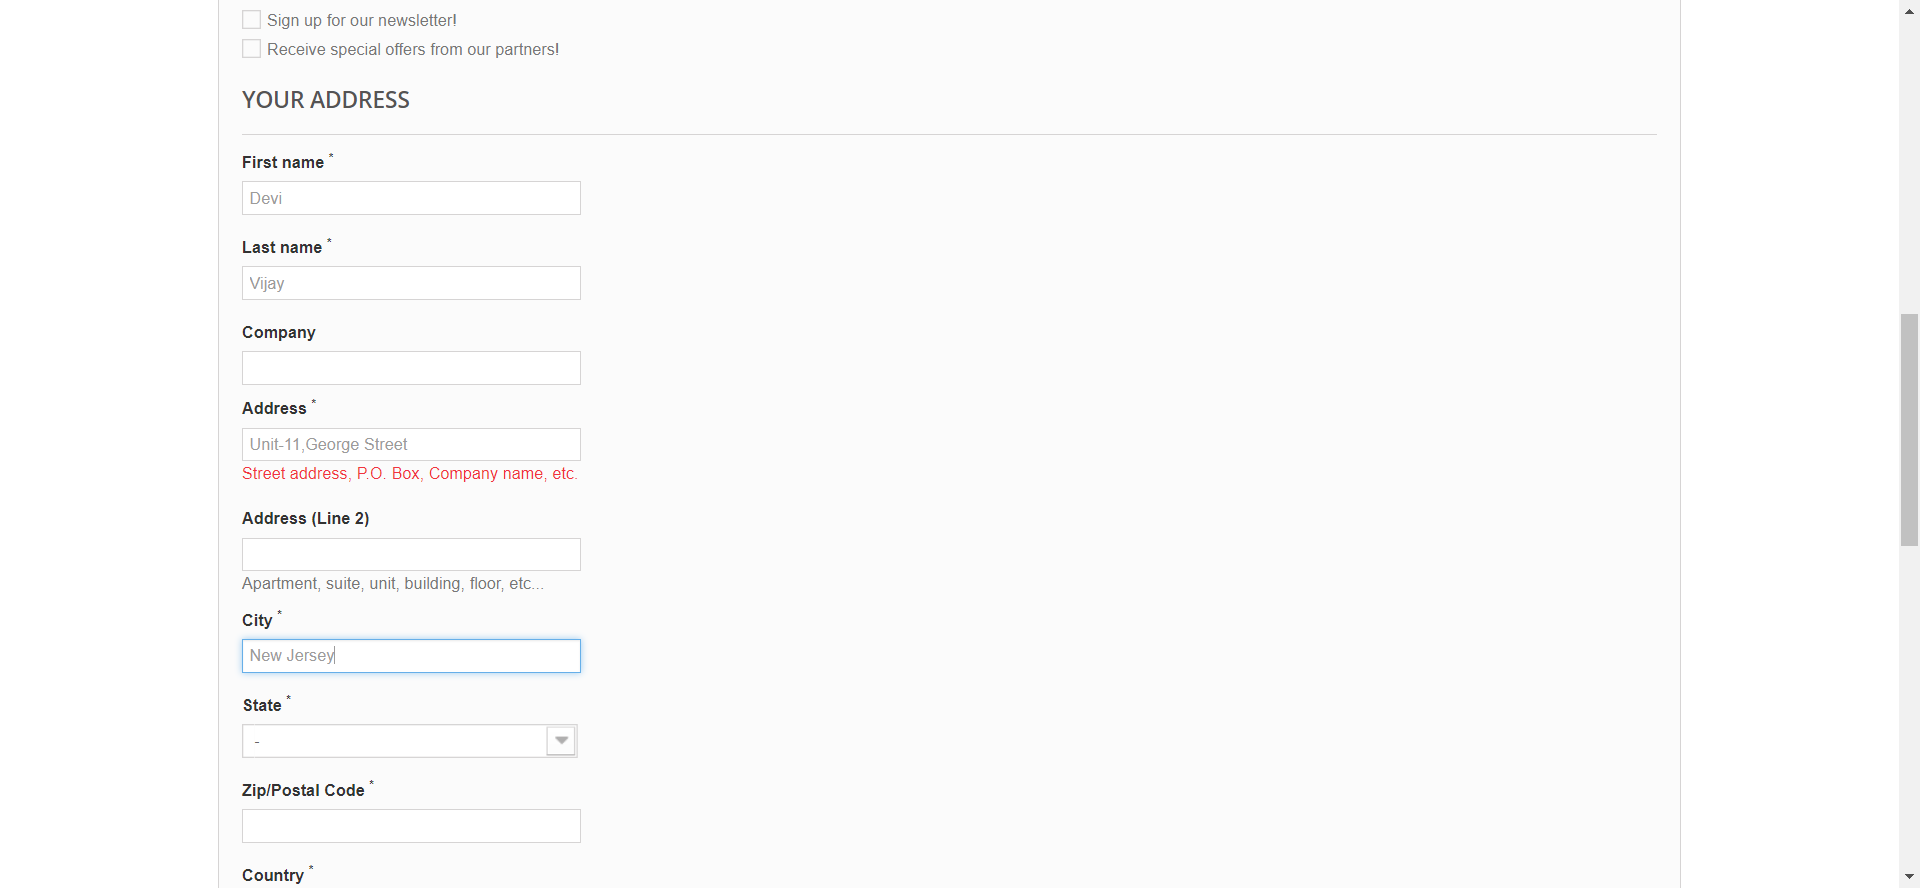 Sign up for our newsletter!
Receive special offers from our partners!
YOUR ADDRESS
First name *
Devi
Last name *
Vijay
Company
Address *
Unit-11,George Street
Street address, P.O. Box, Company name, etc.
Address (Line 2)
Apartment, suite, unit, building, floor, etc...
City *
New Jersey
State *
-
Zip/Postal Code *
Country *